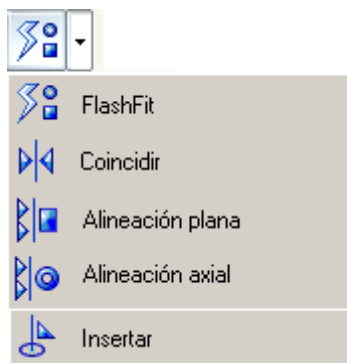 FlashFit
Coincidir
Alineación plana
Alineación axial
Insertar